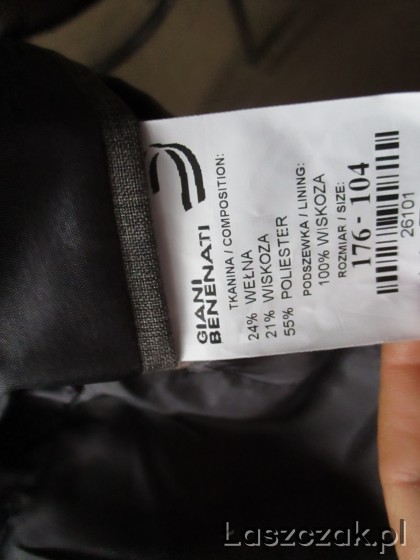 GIANI
BENENATI
TKANINA / COMPOSITION:
24% WEŁNA
21% WISKOZA
55% POLIESTER
PODSZEWKA / LINING:
100% WISKOZA
ROZMIAR / SIZE:
176 - 104
26101
Łaszczak.pl